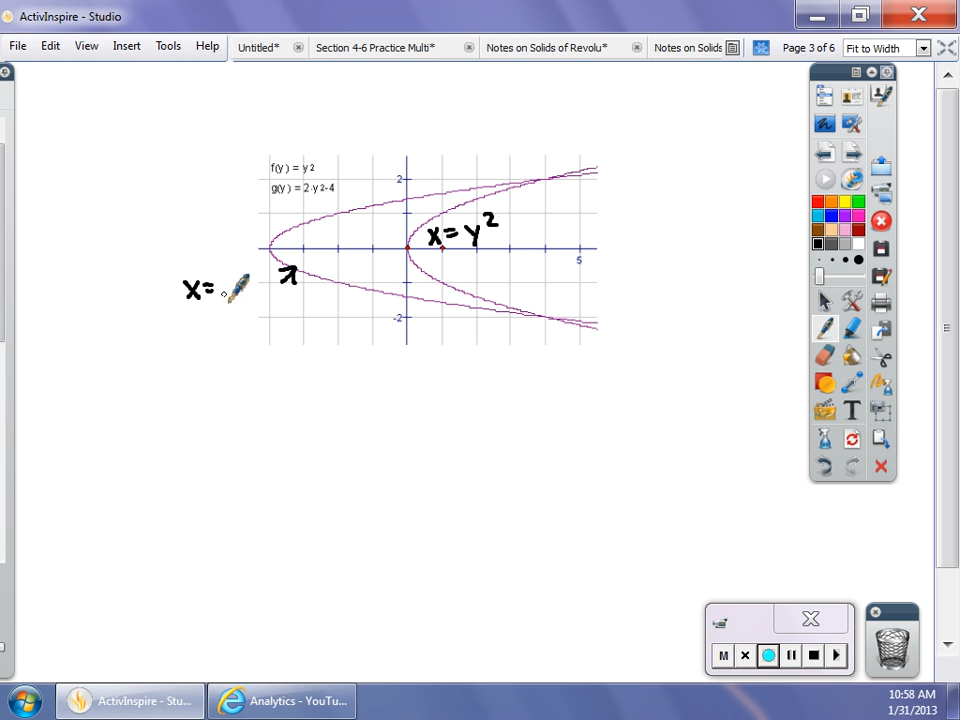 ActivInspire - Studio
File Edit View Insert Tools Help
Untitled* Section 4-6 Practice Multi* Notes on Solids of Revolu* Notes on Solids Page 3 of 6 Fit to Width
f(y) = y2
g(y) = 2·y2-4
2
x = y²
5
x =
-2
T
M
ActivInspire - Stu...
Analytics - YouTu...
10:58 AM
1/31/2013